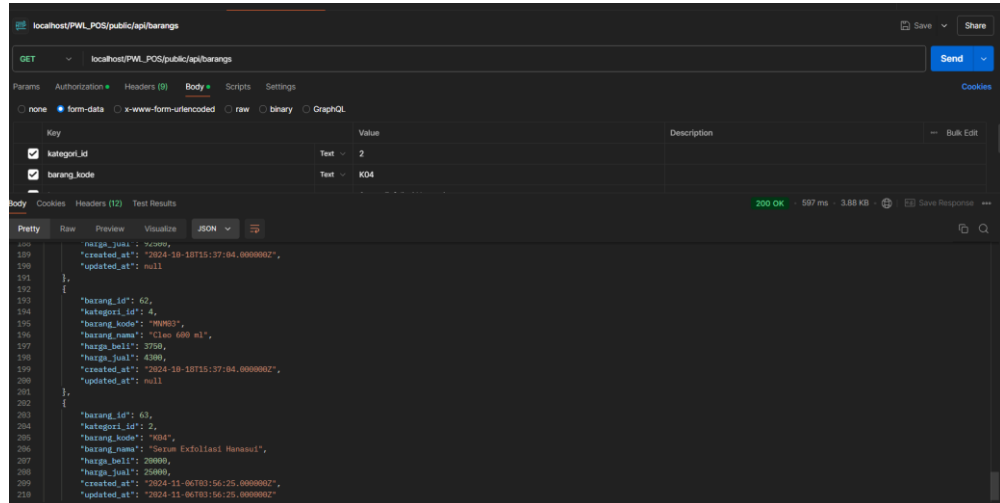 localhost/PWL_POS/public/api/barangs
Save
Share
GET localhost/PWL_POS/public/api/barangs Send
Params Authorization Headers (9) Body Scripts Settings Cookies
none form-data x-www-form-urlencoded raw binary GraphQL
Key Value Description Bulk Edit
kategori_id Text 2
barang_kode Text K04
Body Cookies Headers (12) Test Results 200 OK 597 ms 3.88 KB Save Response
Pretty Raw Preview Visualize JSON
188 "harga_jual": 92500,
189 "created_at": "2024-10-18T15:37:04.000000Z",
190 "updated_at": null
191 },
192 {
193 "barang_id": 62,
194 "kategori_id": 4,
195 "barang_kode": "MNM03",
196 "barang_nama": "Cleo 600 ml",
197 "harga_beli": 3750,
198 "harga_jual": 4300,
199 "created_at": "2024-10-18T15:37:04.000000Z",
200 "updated_at": null
201 },
202 {
203 "barang_id": 63,
204 "kategori_id": 2,
205 "barang_kode": "K04",
206 "barang_nama": "Serum Exfoliasi Hanasui",
207 "harga_beli": 20000,
208 "harga_jual": 25000,
209 "created_at": "2024-11-06T03:56:25.000000Z",
210 "updated_at": "2024-11-06T03:56:25.000000Z"